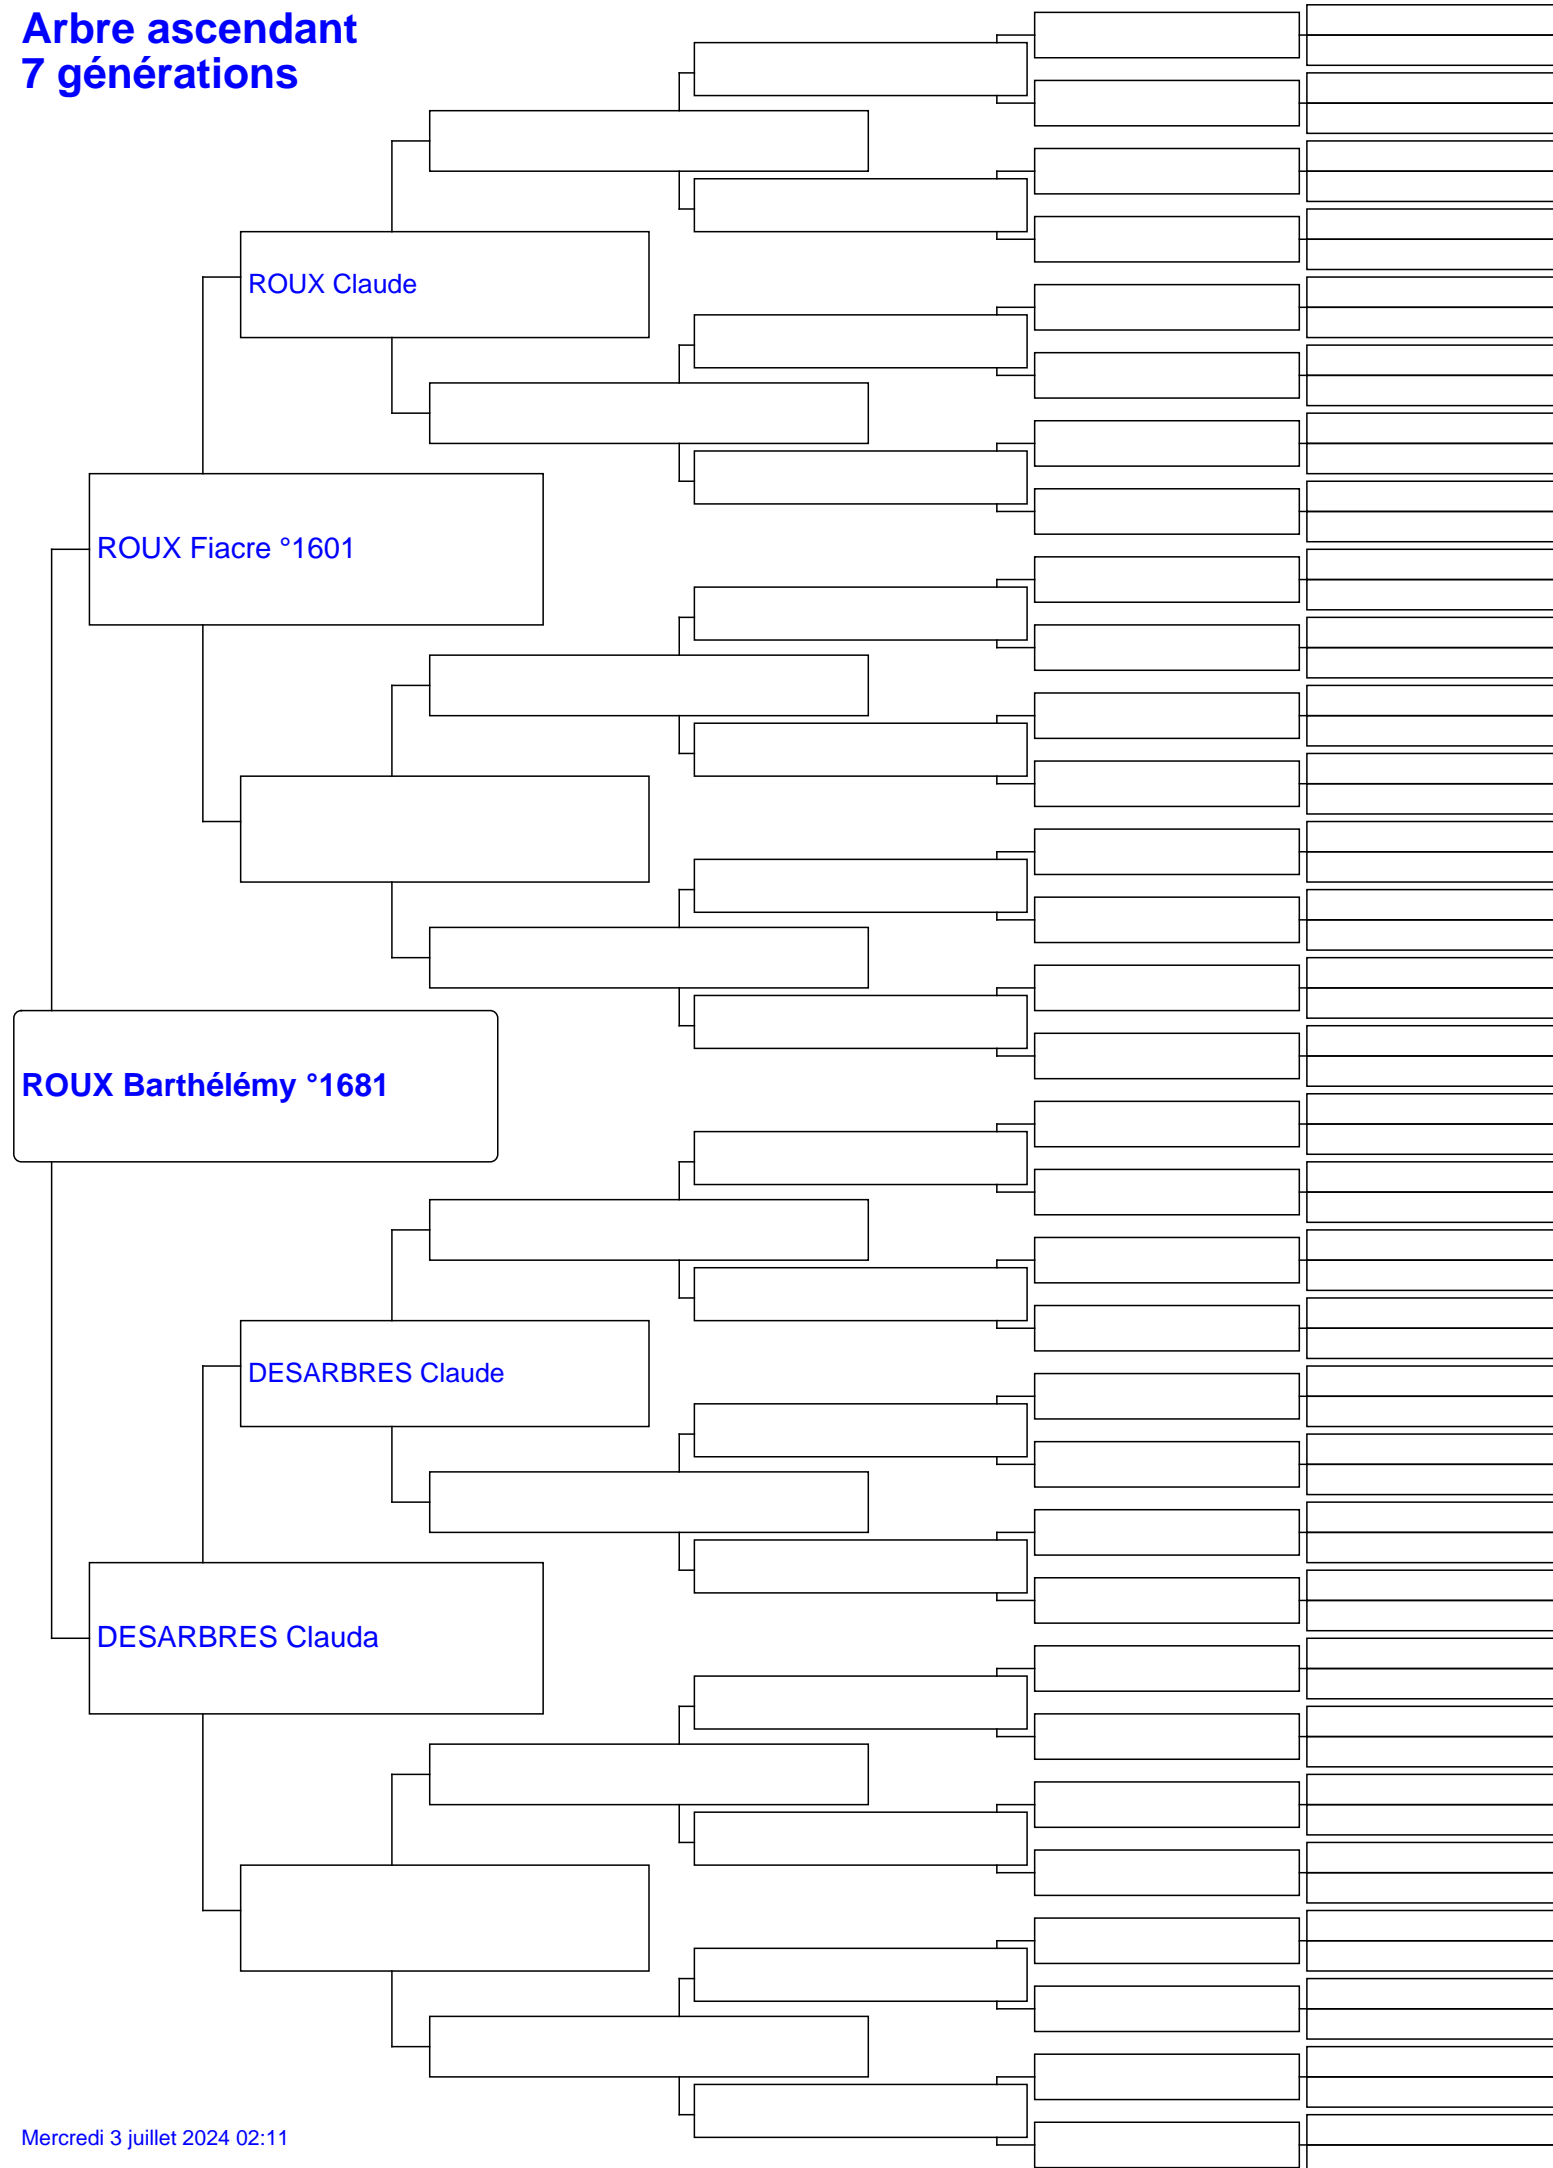 Arbre ascendant
7 générations
ROUX Claude
ROUX Fiacre °1601
ROUX Barthélémy °1681
DESARBRES Claude
DESARBRES Clauda
Mercredi 3 juillet 2024 02:11